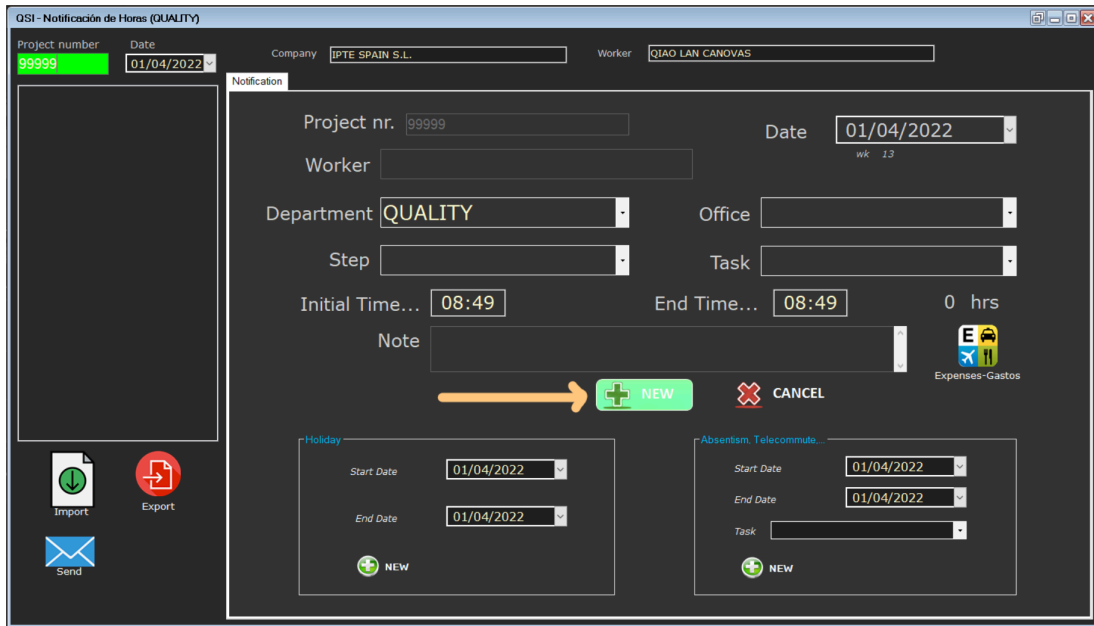 QSI - Notificación de Horas (QUALITY)
Project number Date
99999 01/04/2022
Company IPTE SPAIN S.L. Worker QIAO LAN CANOVAS
Notification
Project nr. 99999
Date 01/04/2022
wk 13
Worker
Department QUALITY
Office
Step
Task
Initial Time... 08:49
End Time... 08:49
0 hrs
Note
E
Expenses-Gastos
NEW
CANCEL
Holiday
Start Date 01/04/2022
End Date 01/04/2022
NEW
Absentism, Telecommute,...
Start Date 01/04/2022
End Date 01/04/2022
Task
NEW
Import
Export
Send